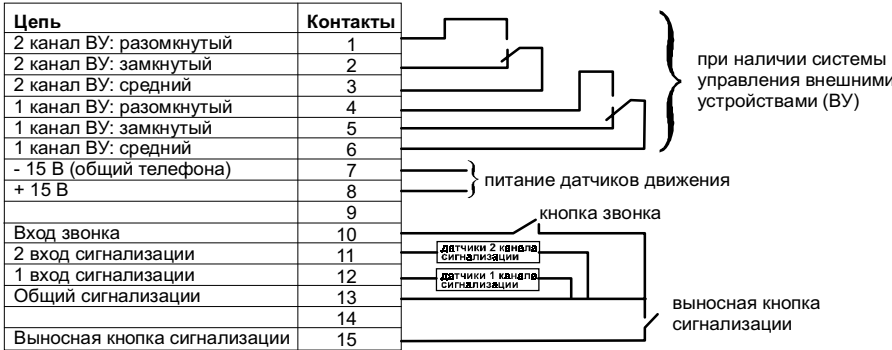 Цепь Контакты
2 канал ВУ: разомкнутый 1
2 канал ВУ: замкнутый 2
2 канал ВУ: средний 3
1 канал ВУ: разомкнутый 4
1 канал ВУ: замкнутый 5
1 канал ВУ: средний 6
- 15 В (общий телефона) 7
+ 15 В 8
9
Вход звонка 10
2 вход сигнализации 11
1 вход сигнализации 12
Общий сигнализации 13
14
Выносная кнопка сигнализации 15
при наличии системы
управления внешними
устройствами (ВУ)
питание датчиков движения
кнопка звонка
датчики 2 канала
сигнализации
датчики 1 канала
сигнализации
выносная кнопка
сигнализации